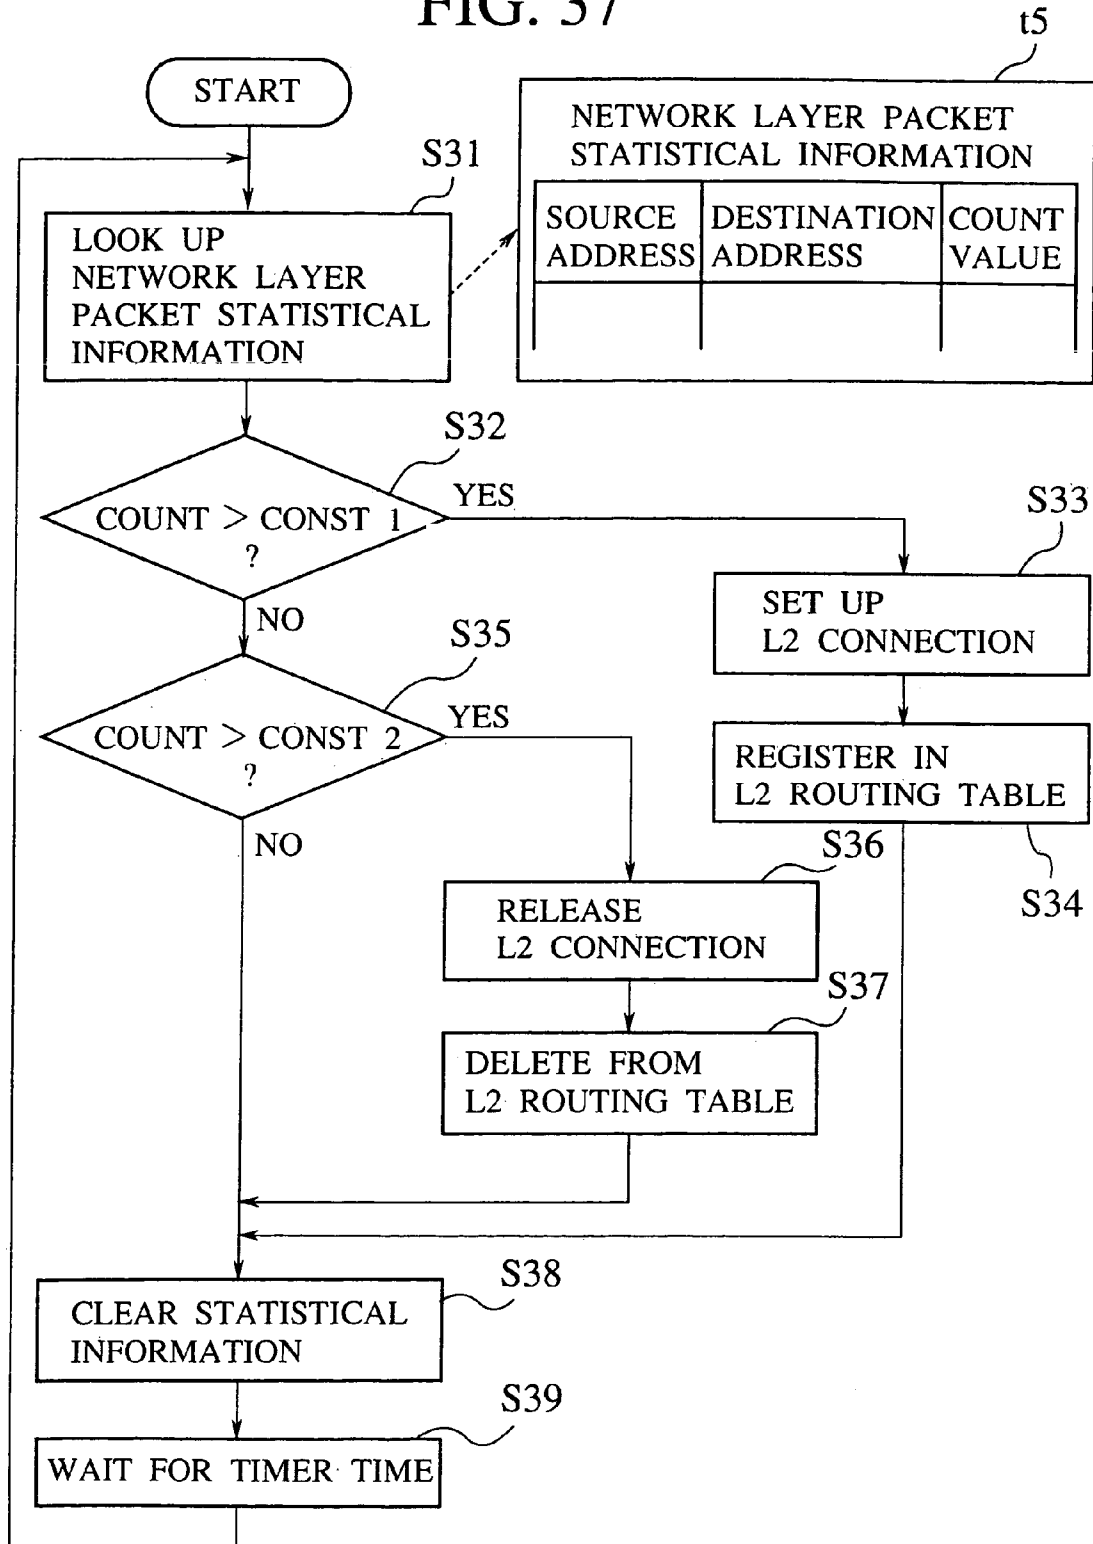 FIG. 37
t5
START
NETWORK LAYER PACKET
STATISTICAL INFORMATION
SOURCE
ADDRESS
DESTINATION
ADDRESS
COUNT
VALUE
S31
LOOK UP
NETWORK LAYER
PACKET STATISTICAL
INFORMATION
S32
COUNT > CONST 1
?
YES
NO
S33
SET UP
L2 CONNECTION
S35
COUNT > CONST 2
?
YES
NO
REGISTER IN
L2 ROUTING TABLE
S34
S36
RELEASE
L2 CONNECTION
S37
DELETE FROM
L2 ROUTING TABLE
S38
CLEAR STATISTICAL
INFORMATION
S39
WAIT FOR TIMER TIME